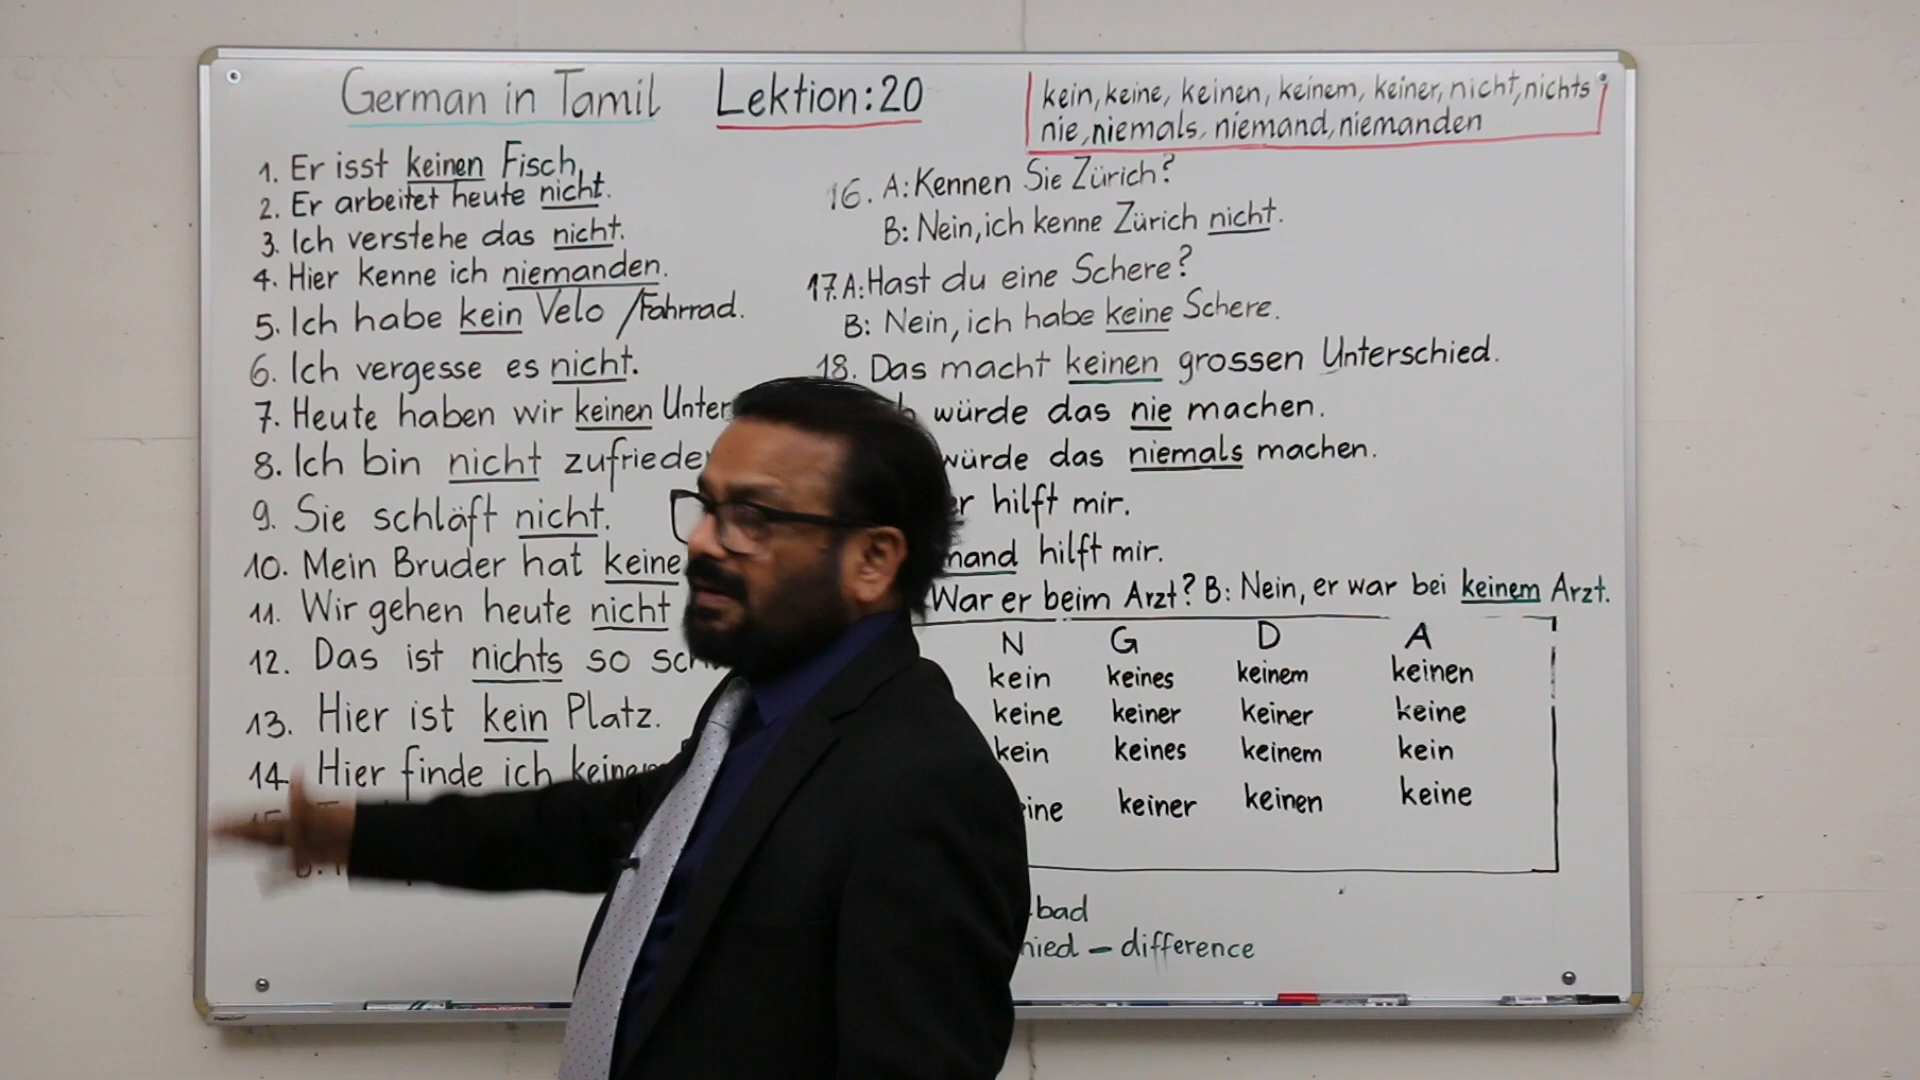 German in Tamil Lektion:20
kein, keine, keinen, keinem, keiner, nicht, nichts
nie, niemals, niemand, niemanden
1. Er isst keinen Fisch.
2. Er arbeitet heute nicht.
3. Ich verstehe das nicht.
4. Hier kenne ich niemanden.
5. Ich habe kein Velo /Fahrrad.
6. Ich vergesse es nicht.
7. Heute haben wir keinen
8. Ich bin nicht
9. Sie schläft nicht.
10. Mein Bruder hat keine
11. Wir gehen heute nicht
12. Das ist nichts so
13. Hier ist kein Platz.
14. Hier finde ich
16. A: Kennen Sie Zürich?
B: Nein, ich kenne Zürich nicht.
17. A: Hast du eine Schere?
B: Nein, ich habe keine Schere.
18. Das macht keinen grossen Unterschied.
würde das nie machen.
würde das niemals machen.
hilft mir.
hilft mir.
War er beim Arzt? B: Nein, er war bei keinem Arzt.
N G D A
kein keines keinem keinen
keine keiner keiner keine
kein keines keinem kein
keiner keinen keine
bad
– difference